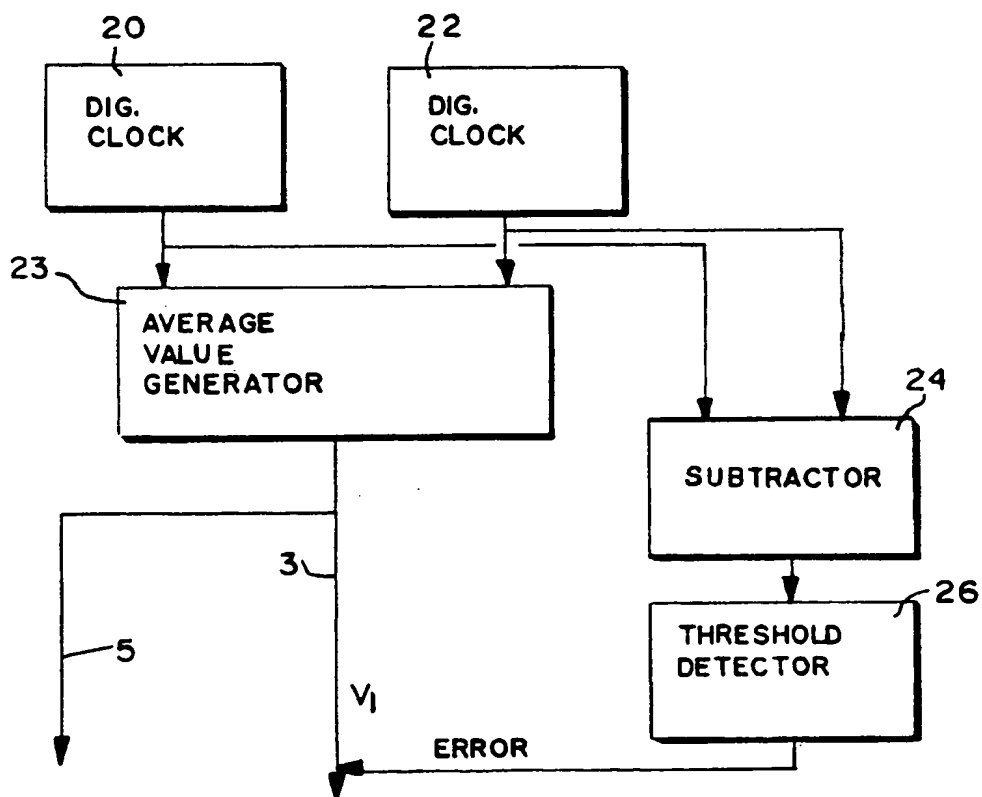 20
22
DIG.
CLOCK
DIG.
CLOCK
23
AVERAGE
VALUE
GENERATOR
24
SUBTRACTOR
3
26
THRESHOLD
DETECTOR
5
V1
ERROR